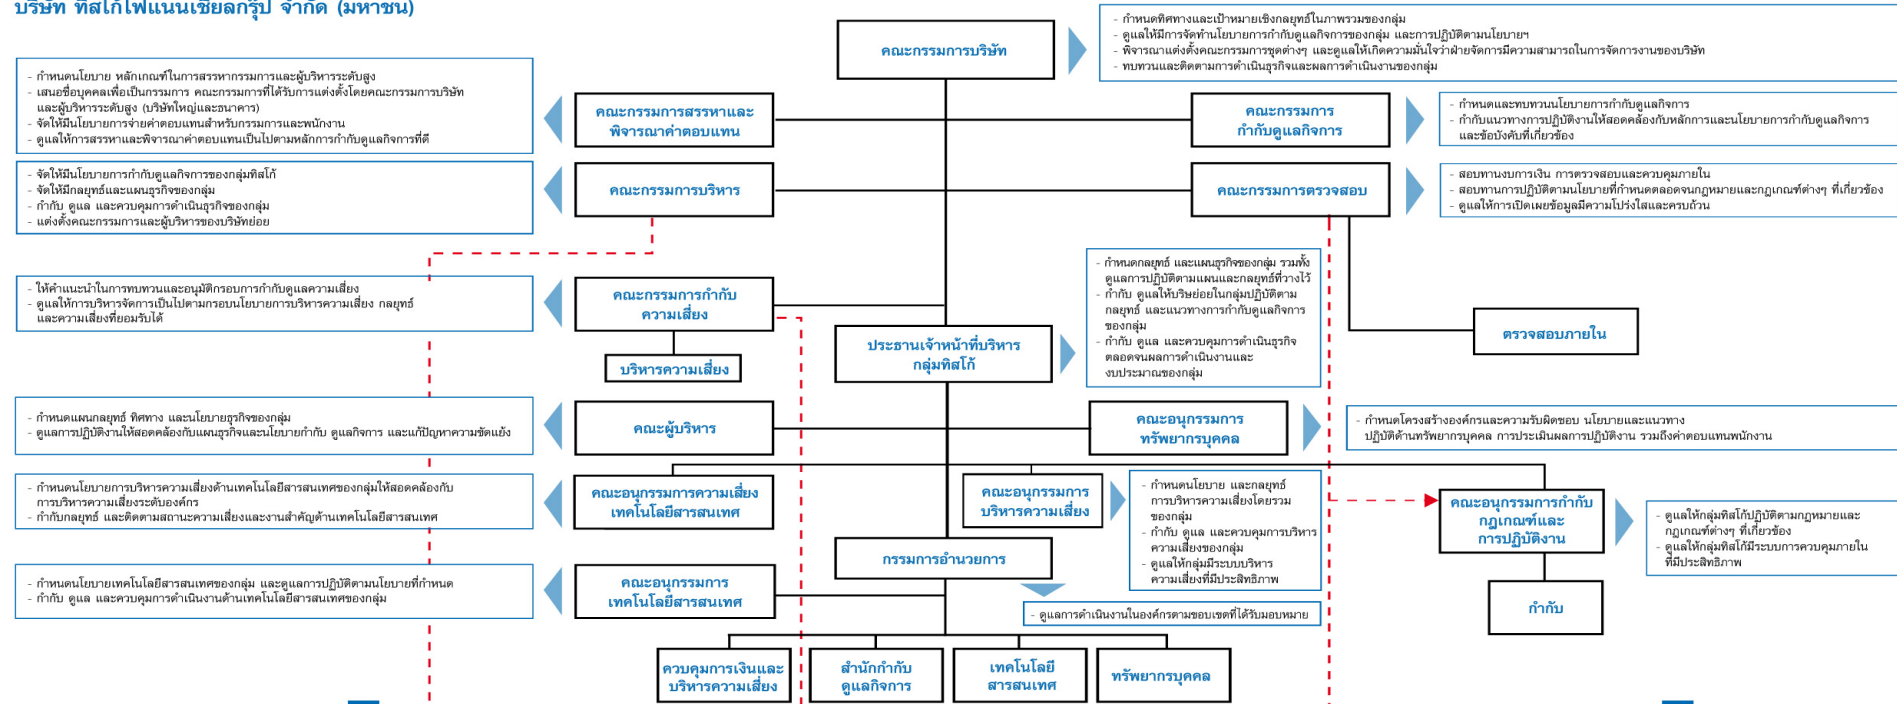 บริษัท ทิสโก้ไฟแนนเชียลกรุ๊ป จำกัด (มหาชน)
คณะกรรมการบริษัท
- กำหนดทิศทางและเป้าหมายเชิงกลยุทธ์ในภาพรวมของกลุ่ม
- ดูแลให้มีการจัดทำนโยบายการกำกับดูแลกิจการของกลุ่ม และการปฏิบัติตามนโยบายฯ
- พิจารณาแต่งตั้งคณะกรรมการชุดต่างๆ และดูแลให้เกิดความมั่นใจว่าฝ่ายจัดการมีความสามารถในการจัดการงานของบริษัท
- ทบทวนและติดตามการดำเนินธุรกิจและผลการดำเนินงานของกลุ่ม
- กำหนดนโยบาย หลักเกณฑ์ในการสรรหากรรมการและผู้บริหารระดับสูง
- เสนอชื่อบุคคลเพื่อเป็นกรรมการ คณะกรรมการที่ได้รับการแต่งตั้งโดยคณะกรรมการบริษัท
และผู้บริหารระดับสูง (บริษัทใหญ่และธนาคาร)
- จัดให้มีนโยบายการจ่ายค่าตอบแทนสำหรับกรรมการและพนักงาน
- ดูแลให้การสรรหาและพิจารณาค่าตอบแทนเป็นไปตามหลักการกำกับดูแลกิจการที่ดี
คณะกรรมการสรรหาและ
พิจารณาค่าตอบแทน
คณะกรรมการ
กำกับดูแลกิจการ
- กำหนดและทบทวนนโยบายการกำกับดูแลกิจการ
- กำกับแนวทางการปฏิบัติงานให้สอดคล้องกับหลักการและนโยบายการกำกับดูแลกิจการ
และข้อบังคับที่เกี่ยวข้อง
- จัดให้มีนโยบายการกำกับดูแลกิจการของกลุ่มทิสโก้
- จัดให้มีกลยุทธ์และแผนธุรกิจของกลุ่ม
- กำกับ ดูแล และควบคุมการดำเนินธุรกิจของกลุ่ม
- แต่งตั้งคณะกรรมการและผู้บริหารของบริษัทย่อย
คณะกรรมการบริหาร
คณะกรรมการตรวจสอบ
- สอบทานงบการเงิน การตรวจสอบและควบคุมภายใน
- สอบทานการปฏิบัติตามนโยบายที่กำหนดตลอดจนกฎหมายและกฎเกณฑ์ต่างๆ ที่เกี่ยวข้อง
- ดูแลให้การเปิดเผยข้อมูลมีความโปร่งใสและครบถ้วน
- ให้คำแนะนำในการทบทวนและอนุมัติกรอบการกำกับดูแลความเสี่ยง
- ดูแลให้การบริหารจัดการเป็นไปตามกรอบนโยบายการบริหารความเสี่ยง กลยุทธ์
และความเสี่ยงที่ยอมรับได้
คณะกรรมการกำกับ
ความเสี่ยง
บริหารความเสี่ยง
ประธานเจ้าหน้าที่บริหาร
กลุ่มทิสโก้
- กำหนดกลยุทธ์ และแผนธุรกิจของกลุ่ม รวมทั้ง
ดูแลการปฏิบัติตามแผนและกลยุทธ์ที่วางไว้
- กำกับ ดูแลให้บริษย่อยในกลุ่มปฏิบัติตาม
กลยุทธ์ และแนวทางการกำกับดูแลกิจการ
ของกลุ่ม
- กำกับ ดูแล และควบคุมการดำเนินธุรกิจ
ตลอดจนผลการดำเนินงานและ
งบประมาณของกลุ่ม
ตรวจสอบภายใน
- กำหนดแผนกลยุทธ์ ทิศทาง และนโยบายธุรกิจของกลุ่ม
- ดูแลการปฏิบัติงานให้สอดคล้องกับแผนธุรกิจและนโยบายกำกับ ดูแลกิจการ และแก้ปัญหาความขัดแย้ง
คณะผู้บริหาร
คณะอนุกรรมการ
ทรัพยากรบุคคล
- กำหนดโครงสร้างองค์กรและความรับผิดชอบ นโยบายและแนวทาง
ปฏิบัติด้านทรัพยากรบุคคล การประเมินผลการปฏิบัติงาน รวมถึงค่าตอบแทนพนักงาน
- กำหนดนโยบายการบริหารความเสี่ยงด้านเทคโนโลยีสารสนเทศของกลุ่มให้สอดคล้องกับ
การบริหารความเสี่ยงระดับองค์กร
- กำกับกลยุทธ์ และติดตามสถานะความเสี่ยงและงานสำคัญด้านเทคโนโลยีสารสนเทศ
คณะอนุกรรมการความเสี่ยง
เทคโนโลยีสารสนเทศ
คณะอนุกรรมการ
บริหารความเสี่ยง
- กำหนดนโยบาย และกลยุทธ์
การบริหารความเสี่ยงโดยรวม
ของกลุ่ม
- กำกับ ดูแล และควบคุมการบริหาร
ความเสี่ยงของกลุ่ม
- ดูแลให้กลุ่มมีระบบบริหาร
ความเสี่ยงที่มีประสิทธิภาพ
คณะอนุกรรมการกำกับ
กฎเกณฑ์และ
การปฏิบัติงาน
- ดูแลให้กลุ่มทิสโก้ปฏิบัติตามกฎหมายและ
กฎเกณฑ์ต่างๆ ที่เกี่ยวข้อง
- ดูแลให้กลุ่มทิสโก้มีระบบการควบคุมภายใน
ที่มีประสิทธิภาพ
กรรมการอำนวยการ
- กำหนดนโยบายเทคโนโลยีสารสนเทศของกลุ่ม และดูแลการปฏิบัติตามนโยบายที่กำหนด
- กำกับ ดูแล และควบคุมการดำเนินงานด้านเทคโนโลยีสารสนเทศของกลุ่ม
คณะอนุกรรมการ
เทคโนโลยีสารสนเทศ
- ดูแลการดำเนินงานในองค์กรตามขอบเขตที่ได้รับมอบหมาย
กำกับ
ควบคุมการเงินและ
บริหารความเสี่ยง
สำนักกำกับ
ดูแลกิจการ
เทคโนโลยี
สารสนเทศ
ทรัพยากรบุคคล